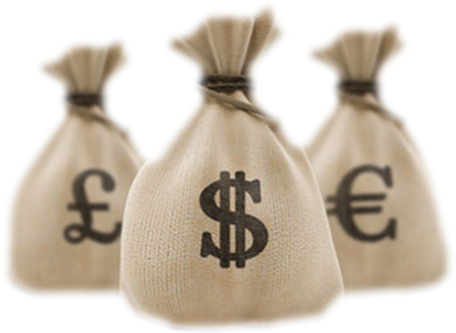 £ $ €